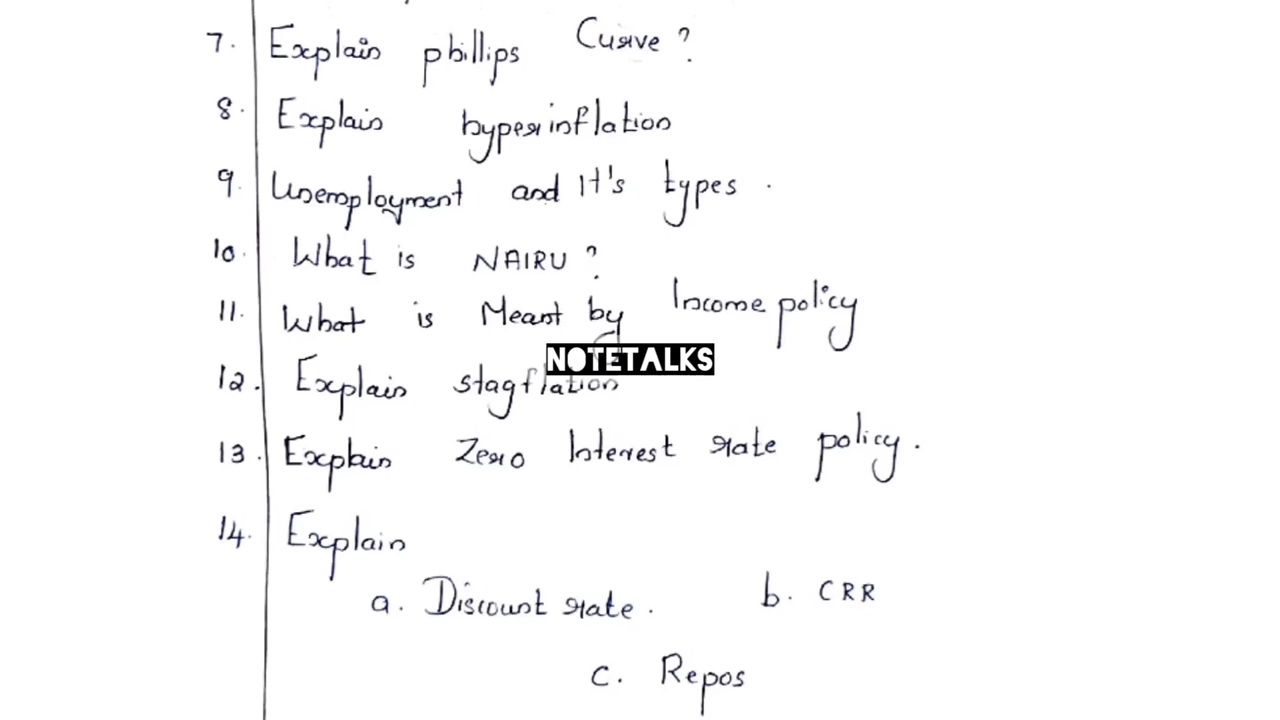 7. Explain phillips Curve ?
8. Explain hyperinflation
9. Unemployment and It's types .
10. What is NAIRU ?
11. What is Meant by Income policy
NOTETALKS
12. Explain stagflation
13. Explain Zero Interest rate policy .
14. Explain
a. Discount rate . b. CRR
c. Repos